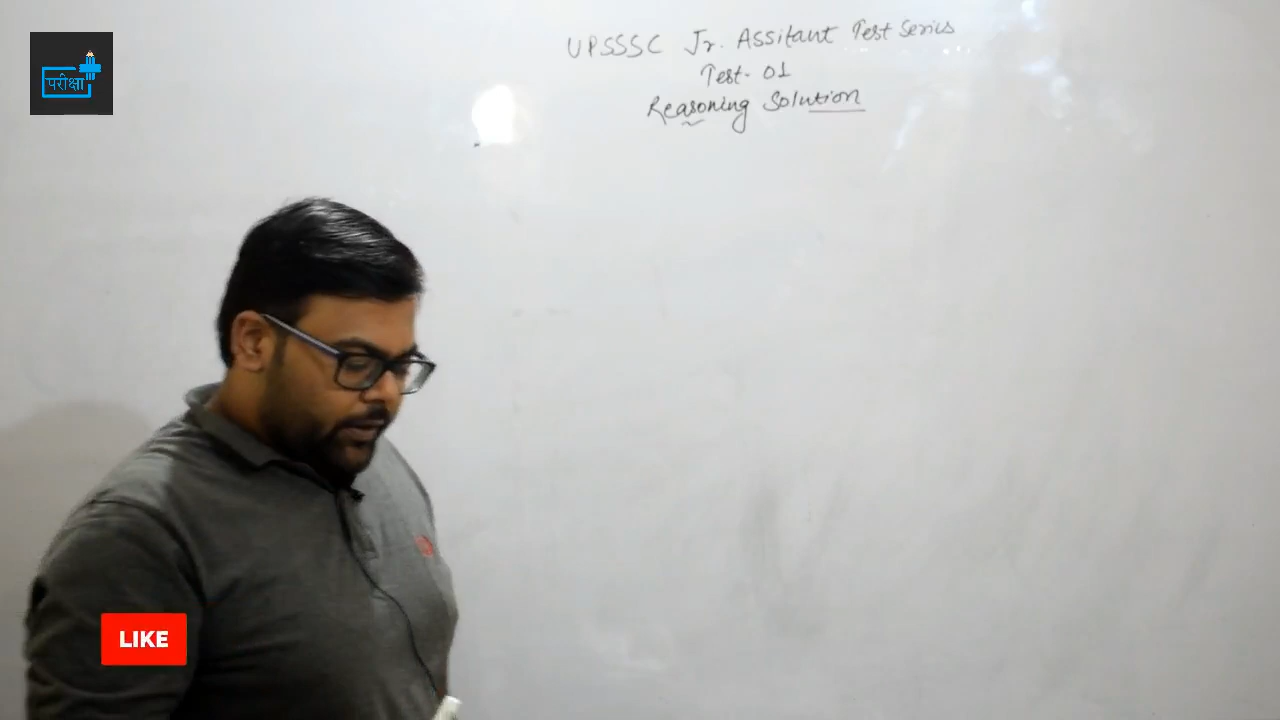 परीक्षा
UPSSSC Jr. Assitant Test Series
Test- 01
Reasoning Solution
LIKE